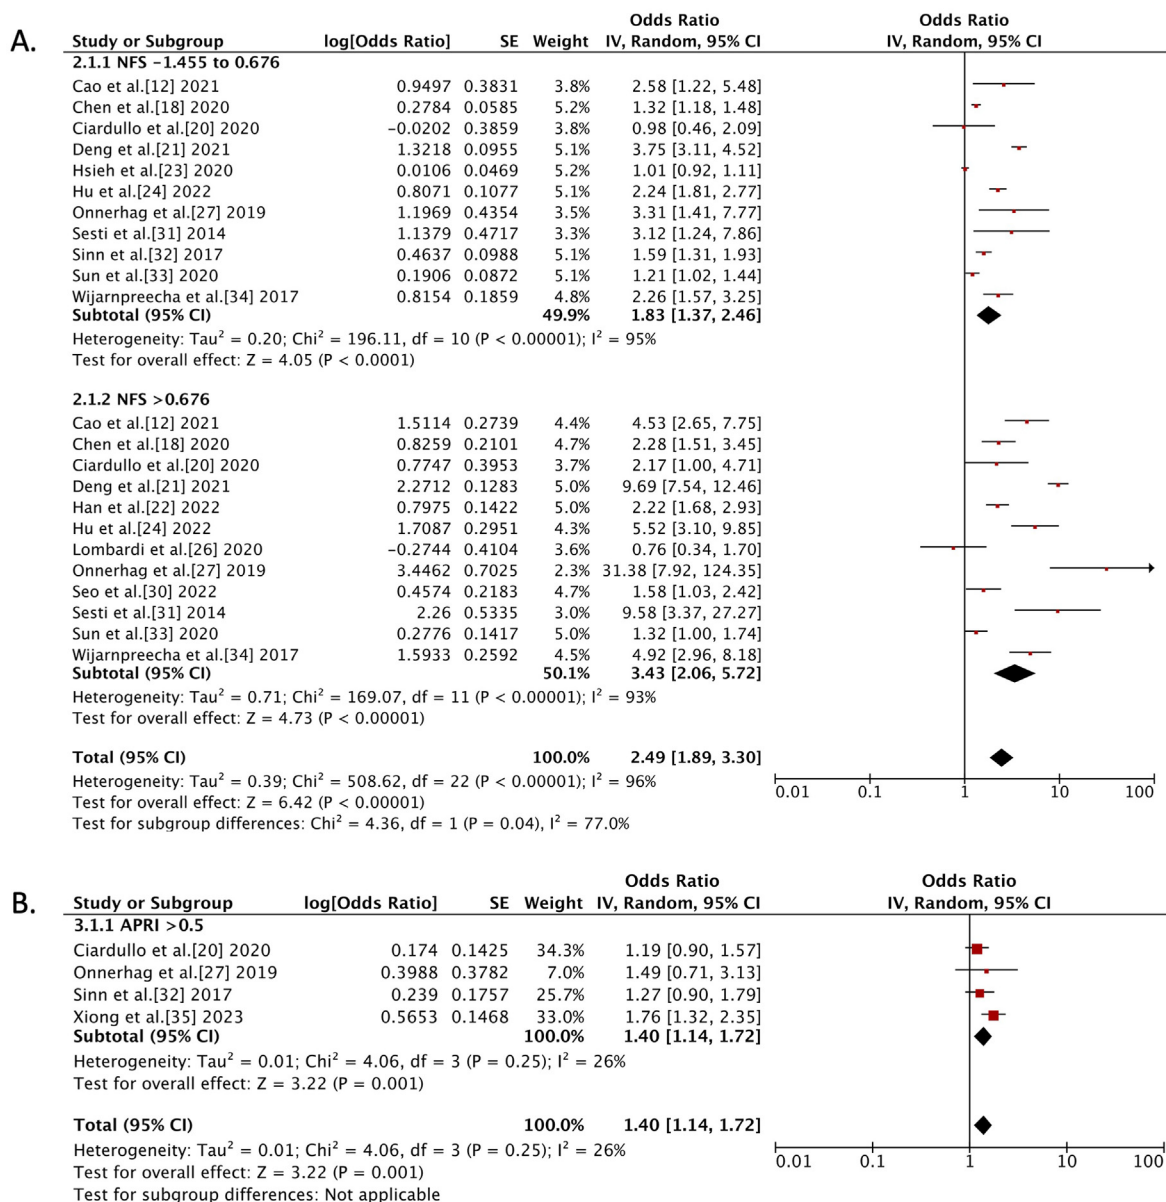 A.
Odds Ratio Odds Ratio
Study or Subgroup log[Odds Ratio] SE Weight IV, Random, 95% CI IV, Random, 95% CI
2.1.1 NFS −1.455 to 0.676
Cao et al.[12] 2021 0.9497 0.3831 3.8% 2.58 [1.22, 5.48]
Chen et al.[18] 2020 0.2784 0.0585 5.2% 1.32 [1.18, 1.48]
Ciardullo et al.[20] 2020 −0.0202 0.3859 3.8% 0.98 [0.46, 2.09]
Deng et al.[21] 2021 1.3218 0.0955 5.1% 3.75 [3.11, 4.52]
Hsieh et al.[23] 2020 0.0106 0.0469 5.2% 1.01 [0.92, 1.11]
Hu et al.[24] 2022 0.8071 0.1077 5.1% 2.24 [1.81, 2.77]
Onnerhag et al.[27] 2019 1.1969 0.4354 3.5% 3.31 [1.41, 7.77]
Sesti et al.[31] 2014 1.1379 0.4717 3.3% 3.12 [1.24, 7.86]
Sinn et al.[32] 2017 0.4637 0.0988 5.1% 1.59 [1.31, 1.93]
Sun et al.[33] 2020 0.1906 0.0872 5.1% 1.21 [1.02, 1.44]
Wijarnpreecha et al.[34] 2017 0.8154 0.1859 4.8% 2.26 [1.57, 3.25]
Subtotal (95% CI) 49.9% 1.83 [1.37, 2.46]
Heterogeneity: Tau² = 0.20; Chi² = 196.11, df = 10 (P < 0.00001); I² = 95%
Test for overall effect: Z = 4.05 (P < 0.0001)
2.1.2 NFS >0.676
Cao et al.[12] 2021 1.5114 0.2739 4.4% 4.53 [2.65, 7.75]
Chen et al.[18] 2020 0.8259 0.2101 4.7% 2.28 [1.51, 3.45]
Ciardullo et al.[20] 2020 0.7747 0.3953 3.7% 2.17 [1.00, 4.71]
Deng et al.[21] 2021 2.2712 0.1283 5.0% 9.69 [7.54, 12.46]
Han et al.[22] 2022 0.7975 0.1422 5.0% 2.22 [1.68, 2.93]
Hu et al.[24] 2022 1.7087 0.2951 4.3% 5.52 [3.10, 9.85]
Lombardi et al.[26] 2020 −0.2744 0.4104 3.6% 0.76 [0.34, 1.70]
Onnerhag et al.[27] 2019 3.4462 0.7025 2.3% 31.38 [7.92, 124.35]
Seo et al.[30] 2022 0.4574 0.2183 4.7% 1.58 [1.03, 2.42]
Sesti et al.[31] 2014 2.26 0.5335 3.0% 9.58 [3.37, 27.27]
Sun et al.[33] 2020 0.2776 0.1417 5.0% 1.32 [1.00, 1.74]
Wijarnpreecha et al.[34] 2017 1.5933 0.2592 4.5% 4.92 [2.96, 8.18]
Subtotal (95% CI) 50.1% 3.43 [2.06, 5.72]
Heterogeneity: Tau² = 0.71; Chi² = 169.07, df = 11 (P < 0.00001); I² = 93%
Test for overall effect: Z = 4.73 (P < 0.00001)
Total (95% CI) 100.0% 2.49 [1.89, 3.30]
Heterogeneity: Tau² = 0.39; Chi² = 508.62, df = 22 (P < 0.00001); I² = 96%
0.01 0.1 1 10 100
Test for overall effect: Z = 6.42 (P < 0.00001)
Test for subgroup differences: Chi² = 4.36, df = 1 (P = 0.04), I² = 77.0%
B.
Odds Ratio Odds Ratio
Study or Subgroup log[Odds Ratio] SE Weight IV, Random, 95% CI IV, Random, 95% CI
3.1.1 APRI >0.5
Ciardullo et al.[20] 2020 0.174 0.1425 34.3% 1.19 [0.90, 1.57]
Onnerhag et al.[27] 2019 0.3988 0.3782 7.0% 1.49 [0.71, 3.13]
Sinn et al.[32] 2017 0.239 0.1757 25.7% 1.27 [0.90, 1.79]
Xiong et al.[35] 2023 0.5653 0.1468 33.0% 1.76 [1.32, 2.35]
Subtotal (95% CI) 100.0% 1.40 [1.14, 1.72]
Heterogeneity: Tau² = 0.01; Chi² = 4.06, df = 3 (P = 0.25); I² = 26%
Test for overall effect: Z = 3.22 (P = 0.001)
Total (95% CI) 100.0% 1.40 [1.14, 1.72]
Heterogeneity: Tau² = 0.01; Chi² = 4.06, df = 3 (P = 0.25); I² = 26%
0.01 0.1 1 10 100
Test for overall effect: Z = 3.22 (P = 0.001)
Test for subgroup differences: Not applicable